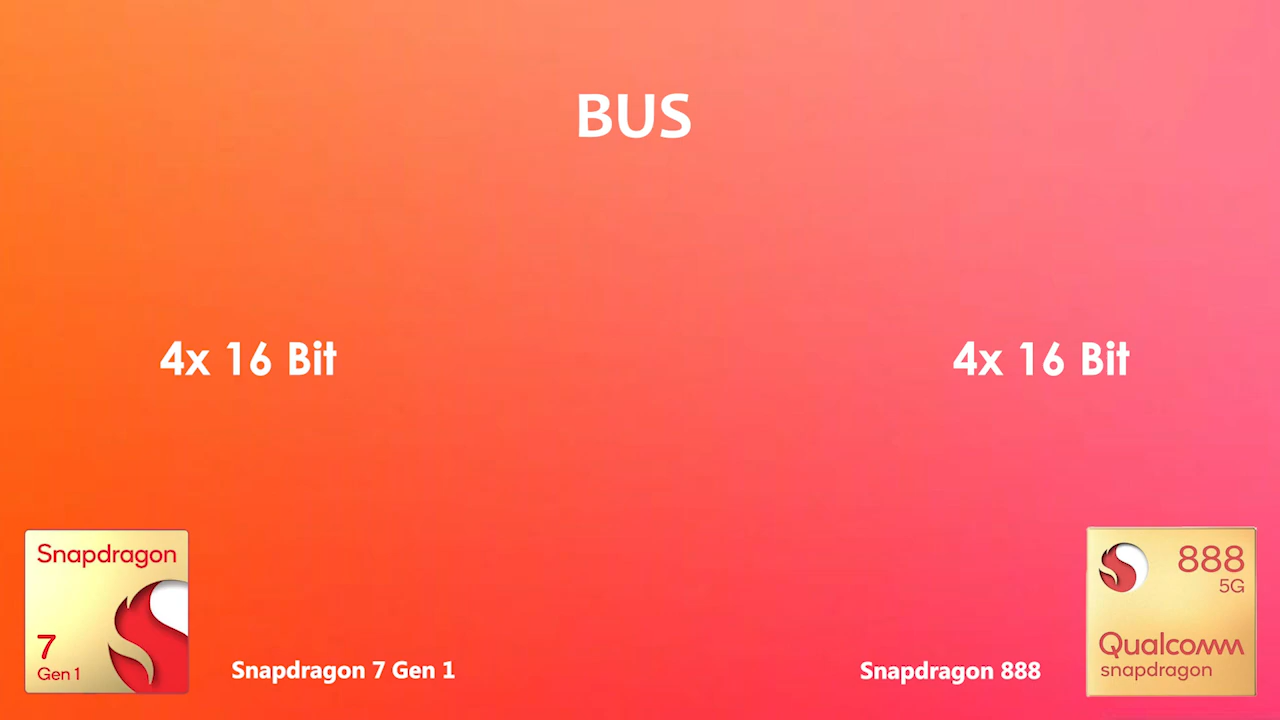 BUS
4x 16 Bit
4x 16 Bit
Snapdragon
7
Gen 1
Snapdragon 7 Gen 1
Snapdragon 888
888
5G
Qualcomm
snapdragon